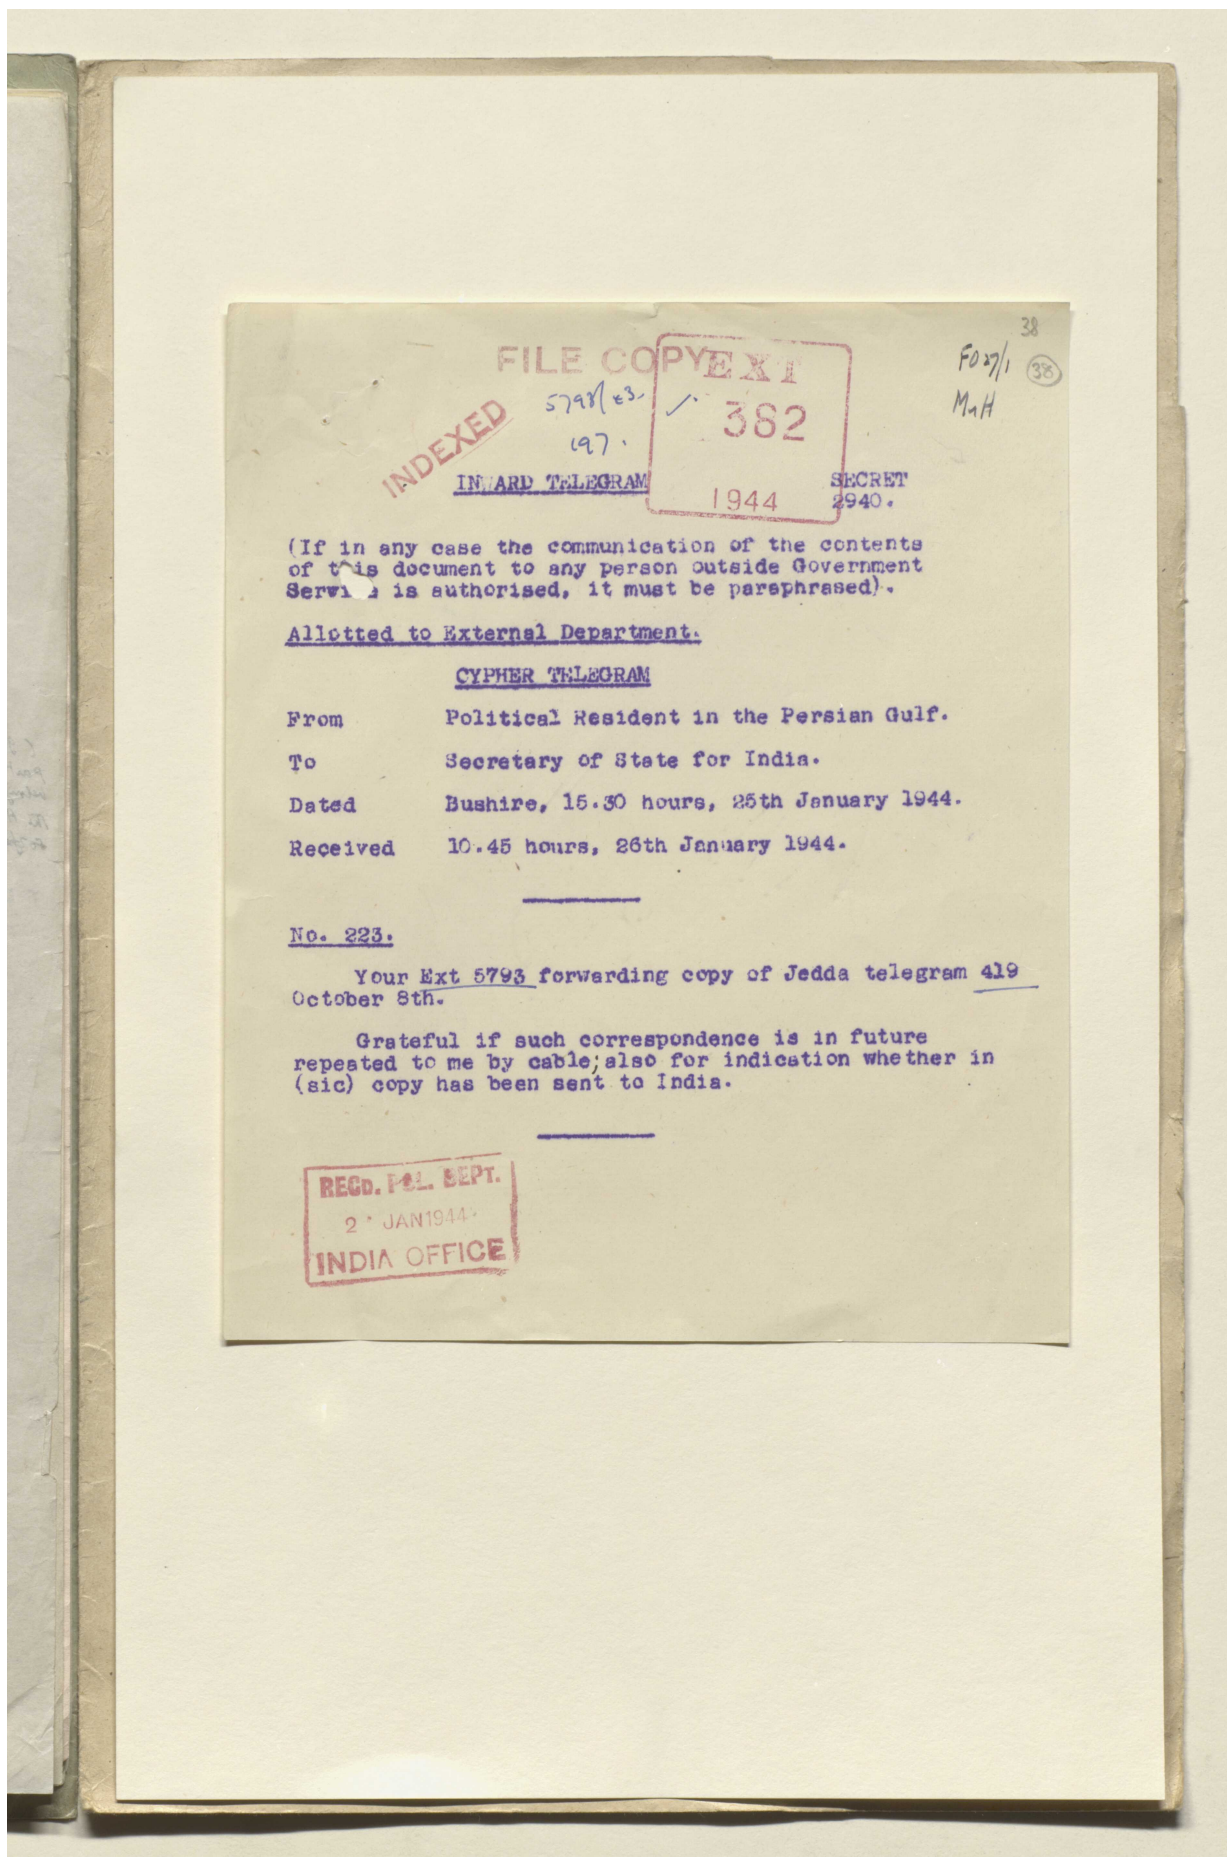 38
FILE COPY
EXT
382
1944
FO 27/1
38
INDEXED
197.
INWARD TELEGRAM
SECRET
2940.
(If in any case the communication of the contents
of this document to any person outside Government
Service is authorised, it must be paraphrased).
Allotted to External Department.
CYPHER TELEGRAM
From Political Resident in the Persian Gulf.
To Secretary of State for India.
Dated Bushire, 15.30 hours, 25th January 1944.
Received 10.45 hours, 26th January 1944.
No. 223.
Your Ext 5793 forwarding copy of Jedda telegram 419
October 8th.
Grateful if such correspondence is in future
repeated to me by cable; also for indication whether in
(sic) copy has been sent to India.
RECD. POL. DEPT.
JAN 1944
INDIA OFFICE